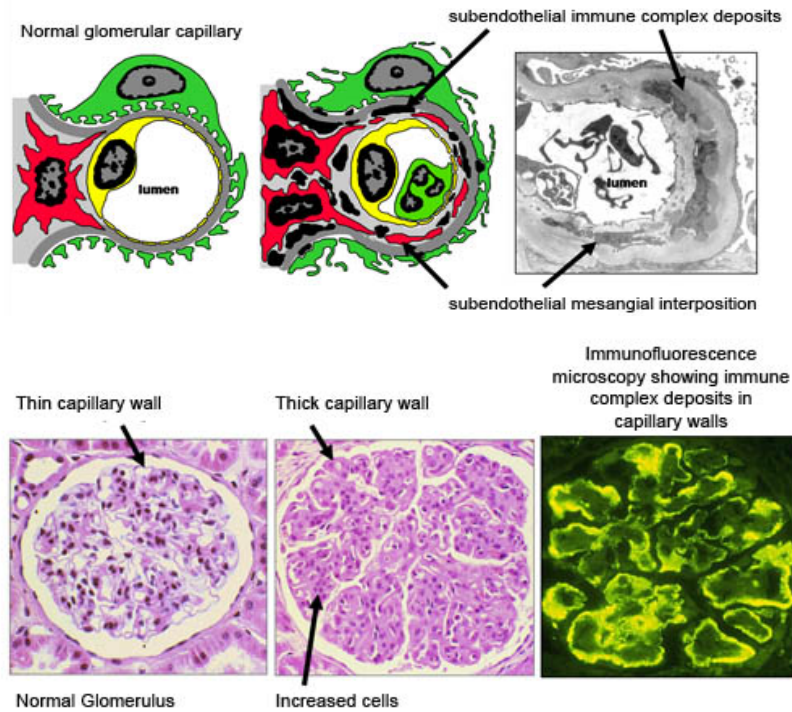 subendothelial immune complex deposits
Normal glomerular capillary
lumen
lumen
lumen
subendothelial mesangial interposition
Immunofluorescence
microscopy showing immune
complex deposits in
capillary walls
Thin capillary wall
Thick capillary wall
Normal Glomerulus
Increased cells